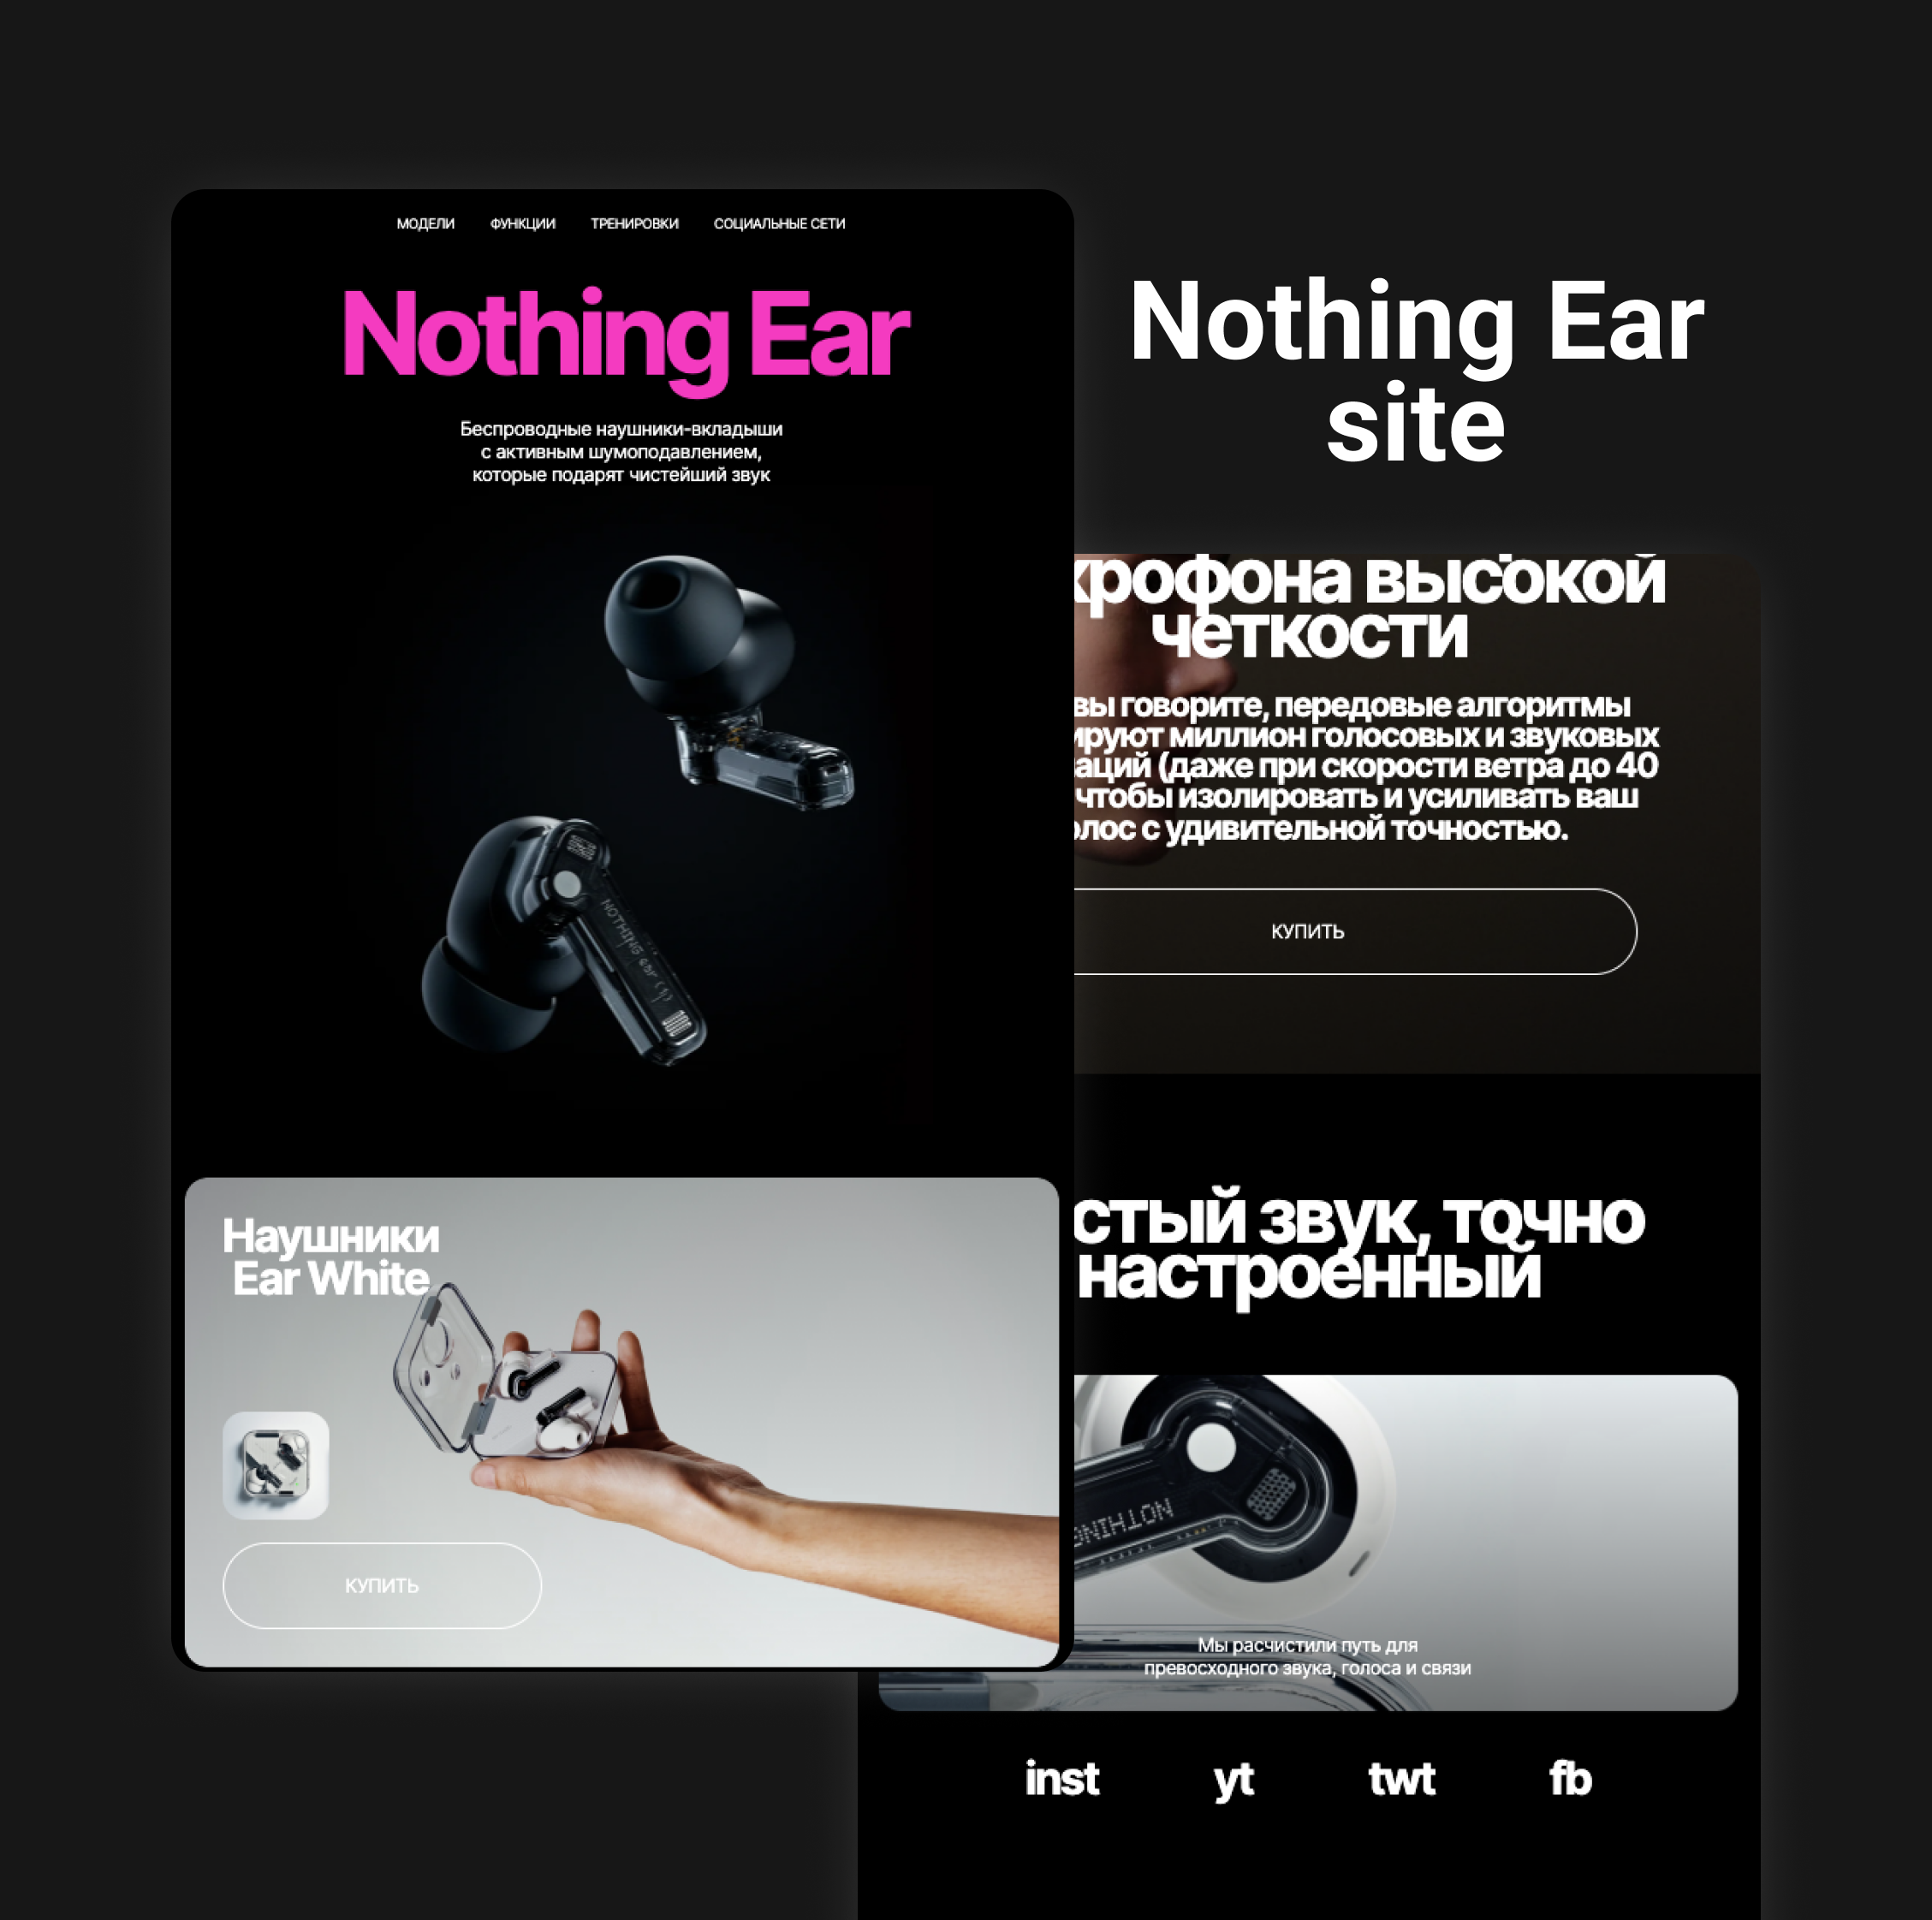 МОДЕЛИ ФУНКЦИИ ТРЕНИРОВКИ СОЦИАЛЬНЫЕ СЕТИ
Nothing Ear
Беспроводные наушники-вкладыши
с активным шумоподавлением,
которые подарят чистейший звук
NOTHING ear (1)
Наушники
Ear White
КУПИТЬ
Nothing Ear
site
крофона высокой
четкости
вы говорите, передовые алгоритмы
ируют миллион голосовых и звуковых
аций (даже при скорости ветра до 40
чтобы изолировать и усиливать ваш
олос с удивительной точностью.
КУПИТЬ
стый звук, точно
настроенный
NOTHING
Мы расчистили путь для
превосходного звука, голоса и связи
inst yt twt fb